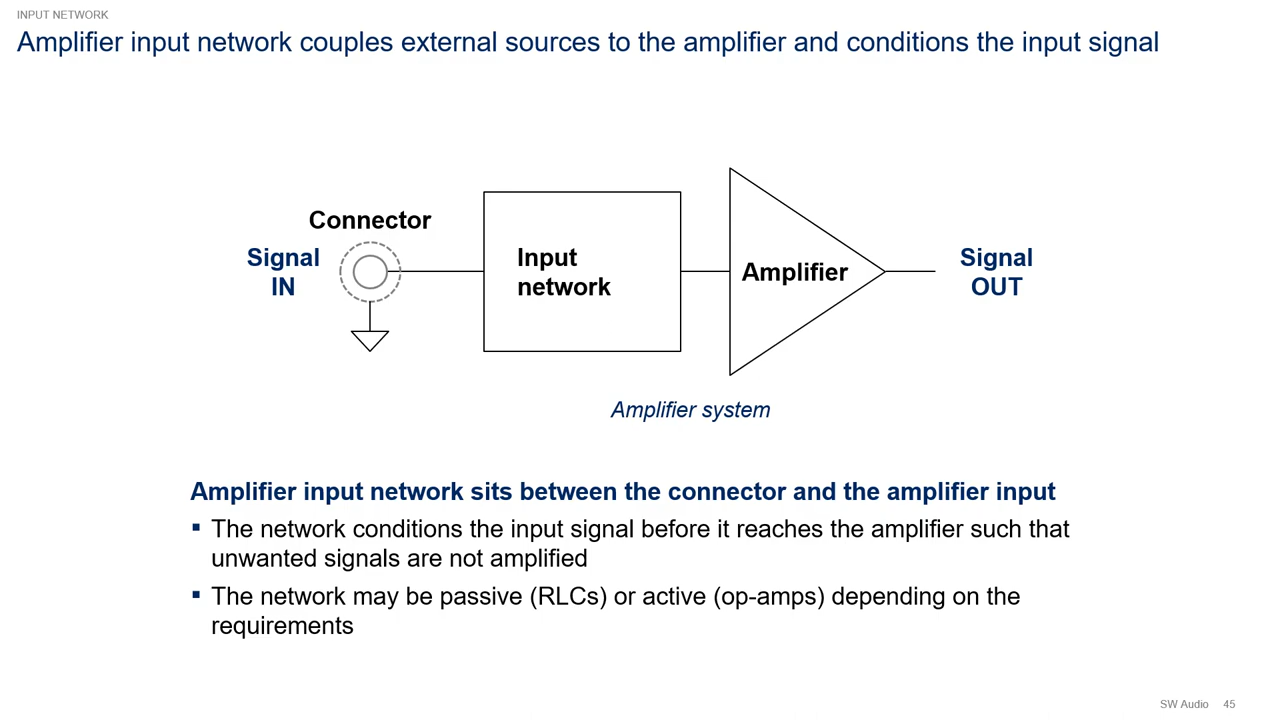 INPUT NETWORK
Amplifier input network couples external sources to the amplifier and conditions the input signal
Connector
Signal
IN
Input
network
Amplifier
Signal
OUT
Amplifier system
Amplifier input network sits between the connector and the amplifier input
▪ The network conditions the input signal before it reaches the amplifier such that
unwanted signals are not amplified
▪ The network may be passive (RLCs) or active (op-amps) depending on the
requirements
SW Audio 45